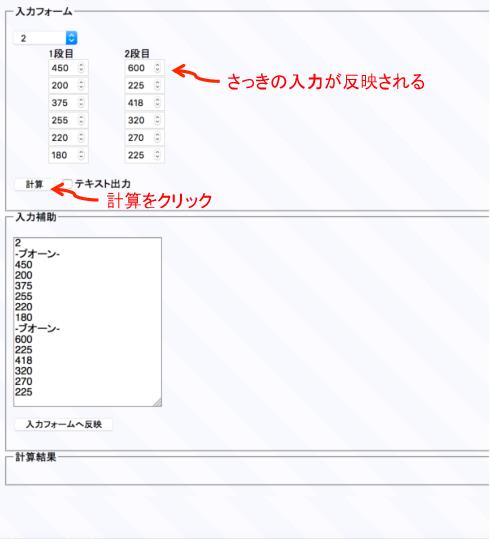 入力フォーム
2
1段目 2段目
450 600
200 225
375 418
255 320
220 270
180 225
さっきの入力が反映される
計算 テキスト出力
計算をクリック
入力補助
2
-ブオーン-
450
200
375
255
220
180
-ブオーン-
600
225
418
320
270
225
入力フォームへ反映
計算結果